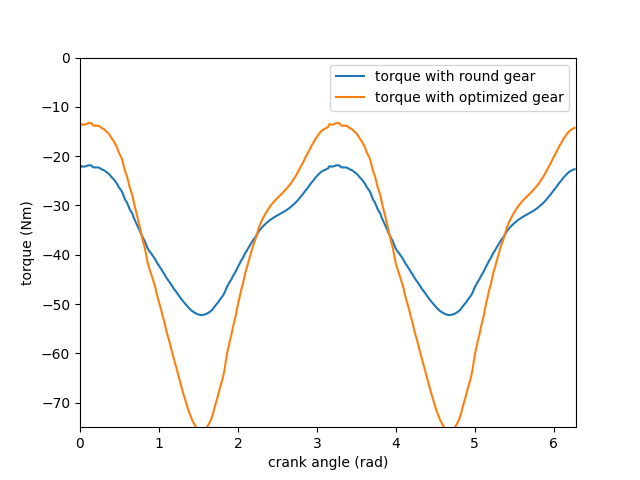 torque with round gear
torque with optimized gear
0
−10
−20
−30
−40
−50
−60
−70
torque (Nm)
0 1 2 3 4 5 6
crank angle (rad)